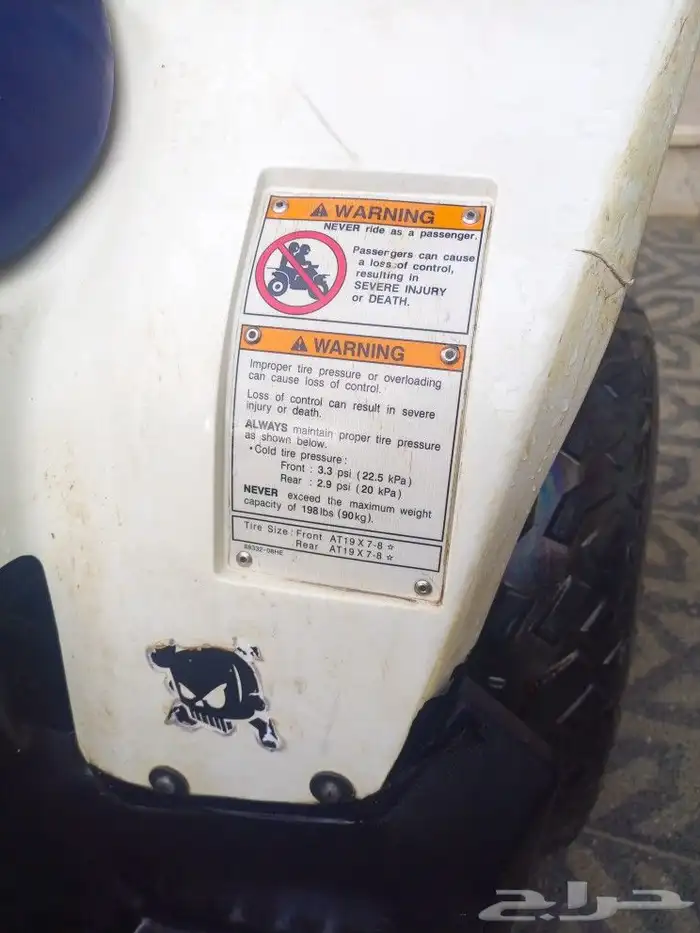 WARNING
NEVER ride as a passenger.
Passengers can cause
a loss of control,
resulting in
SEVERE INJURY
or DEATH.
WARNING
Improper tire pressure or overloading
can cause loss of control.
Loss of control can result in severe
injury or death.
ALWAYS maintain proper tire pressure
as shown below.
•Cold tire pressure:
Front : 3.3 psi (22.5 kPa)
Rear : 2.9 psi (20 kPa)
NEVER exceed the maximum weight
capacity of 198 lbs (90kg).
Tire Size: Front AT19 X 7-8 ☆
Rear AT19 X 7-8 ☆
حراج